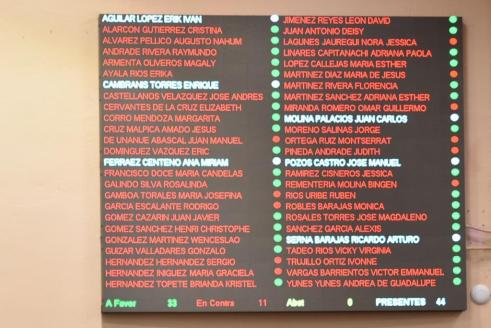 AGUILAR LOPEZ ERIK IVAN
ALARCON GUTIERREZ CRISTINA
ALVAREZ PELLICO AUGUSTO NAHUM
ANDRADE RIVERA RAYMUNDO
ARMENTA OLIVEROS MAGALY
AYALA RIOS ERIKA
CAMBRANIS TORRES ENRIQUE
CASTELLANOS VELAZQUEZ JOSE ANDRES
CERVANTES DE LA CRUZ ELIZABETH
CORRO MENDOZA MARGARITA
CRUZ MALPICA AMADO JESUS
DE UNANUE ABASCAL JUAN MANUEL
DOMINGUEZ VAZQUEZ ERIC
FERRAEZ CENTENO ANA MIRIAM
FRANCISCO DOCE MARIA CANDELAS
GALINDO SILVA ROSALINDA
GAMBOA TORALES MARIA JOSEFINA
GARCIA ESCALANTE RODRIGO
GOMEZ CAZARIN JUAN JAVIER
GOMEZ SANCHEZ HENRI CHRISTOPHE
GONZALEZ MARTINEZ WENCESLAO
GUIZAR VALLADARES GONZALO
HERNANDEZ HERNANDEZ SERGIO
HERNANDEZ INIGUEZ MARIA GRACIELA
HERNANDEZ TOPETE BRIANDA KRISTEL
JIMENEZ REYES LEON DAVID
JUAN ANTONIO DEISY
LAGUNES JAUREGUI NORA JESSICA
LINARES CAPITANACHI ADRIANA PAOLA
LOPEZ CALLEJAS MARIA ESTHER
MARTINEZ DIAZ MARIA DE JESUS
MARTINEZ RIVERA FLORENCIA
MARTINEZ SANCHEZ ADRIANA ESTHER
MIRANDA ROMERO OMAR GUILLERMO
MOLINA PALACIOS JUAN CARLOS
MORENO SALINAS JORGE
ORTEGA RUIZ MONTSERRAT
PINEDA ANDRADE JUDITH
POZOS CASTRO JOSE MANUEL
RAMIREZ CISNEROS JESSICA
REMENTERIA MOLINA BINGEN
RIOS URIBE RUBEN
ROBLES BARAJAS MONICA
ROSALES TORRES JOSE MAGDALENO
SANCHEZ GARCIA ALEXIS
SERNA BARAJAS RICARDO ARTURO
TADEO RIOS VICKY VIRGINIA
TRUJILLO ORTIZ IVONNE
VARGAS BARRIENTOS VICTOR EMMANUEL
YUNES YUNES ANDREA DE GUADALUPE
A Favor 33 En Contra 11 Abst 0 PRESENTES 44